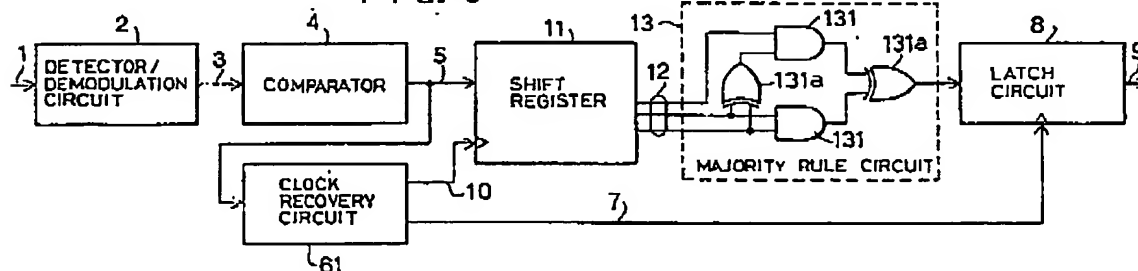 2
4
11
13
131
131a
8
1
3
5
12
9
DETECTOR/
DEMODULATION
CIRCUIT
COMPARATOR
SHIFT
REGISTER
131a
LATCH
CIRCUIT
131
MAJORITY RULE CIRCUIT
CLOCK
RECOVERY
CIRCUIT
10
7
61